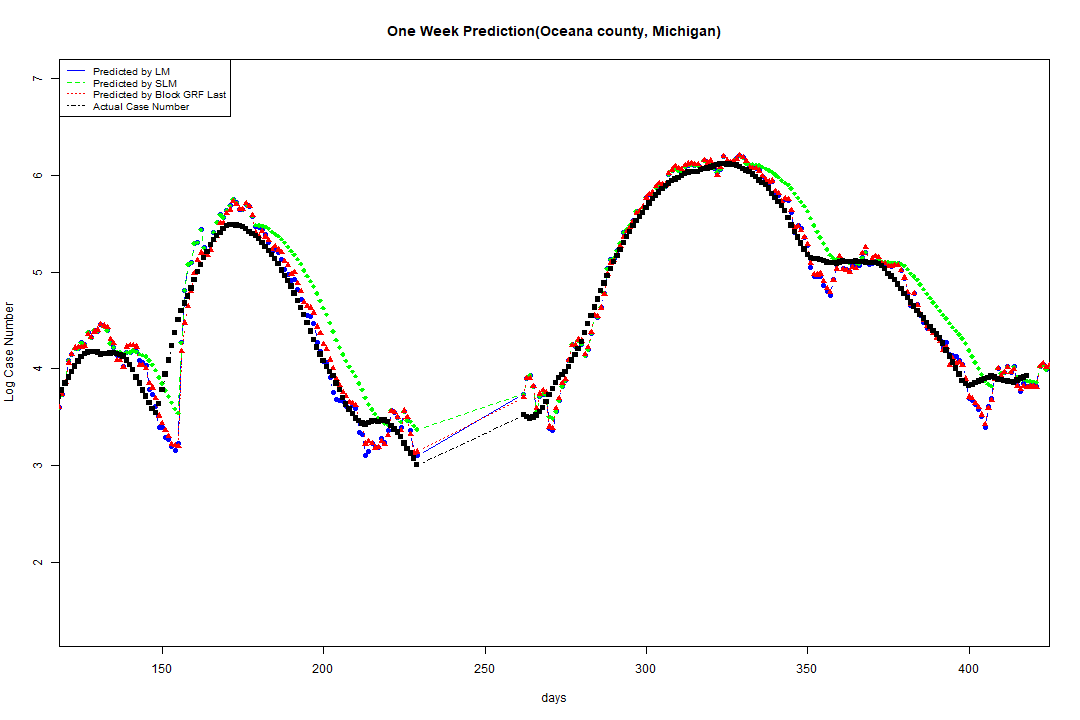 One Week Prediction(Oceana county, Michigan)
Predicted by LM
Predicted by SLM
Predicted by Block GRF Last
Actual Case Number
7
6
5
4
3
2
Log Case Number
150 200 250 300 350 400
days